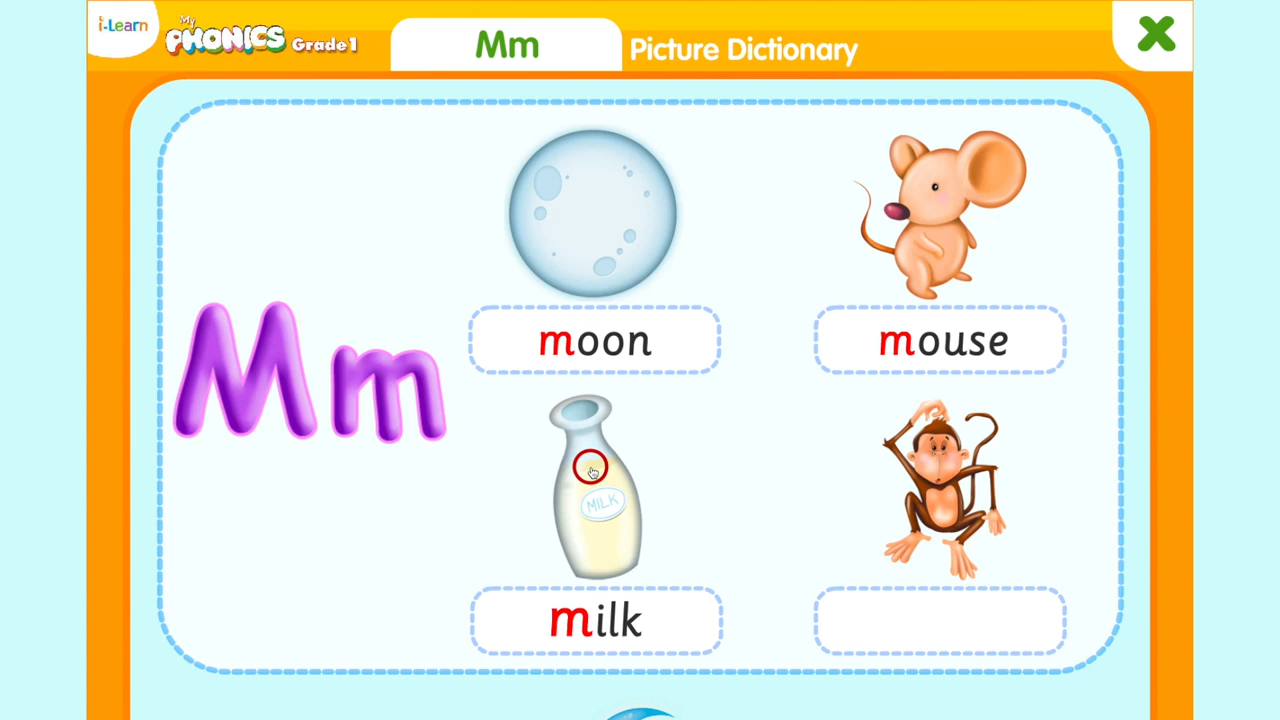 i-Learn
My
PHONICS Grade 1
Mm
Picture Dictionary
Mm
moon
mouse
MILK
milk